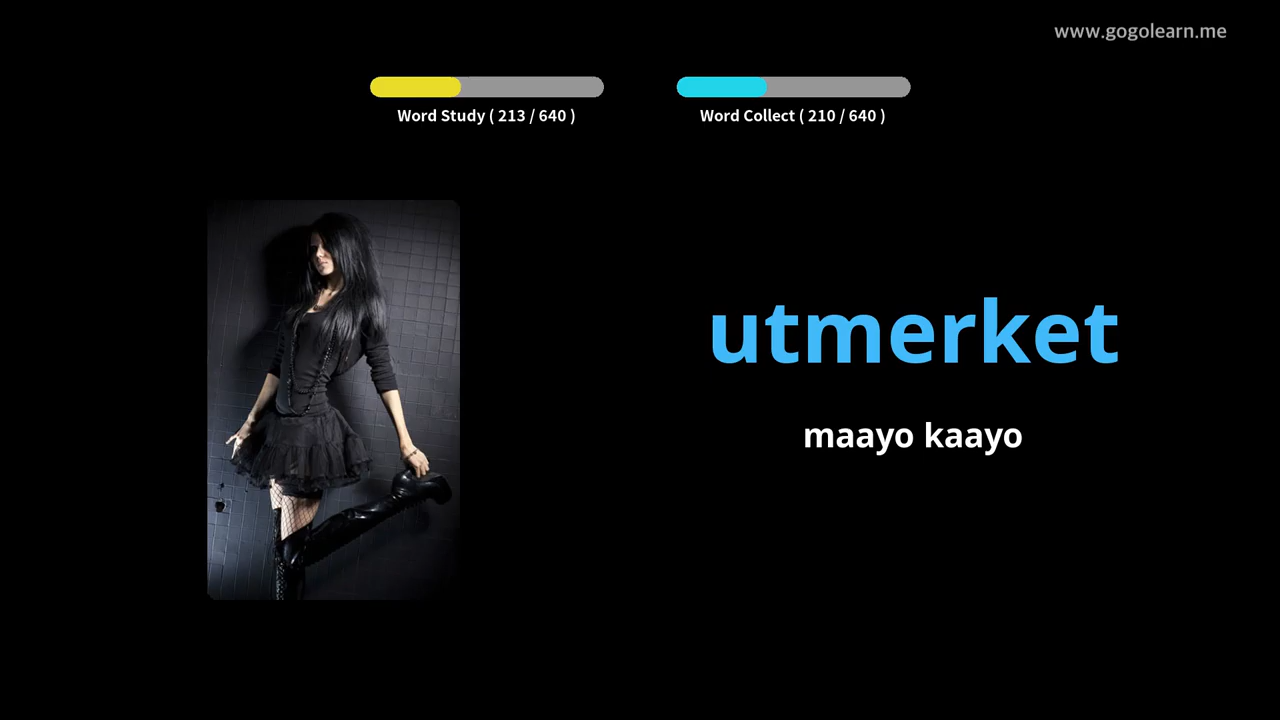 www.gogolearn.me
Word Study ( 213 / 640 )
Word Collect ( 210 / 640 )
utmerket
maayo kaayo